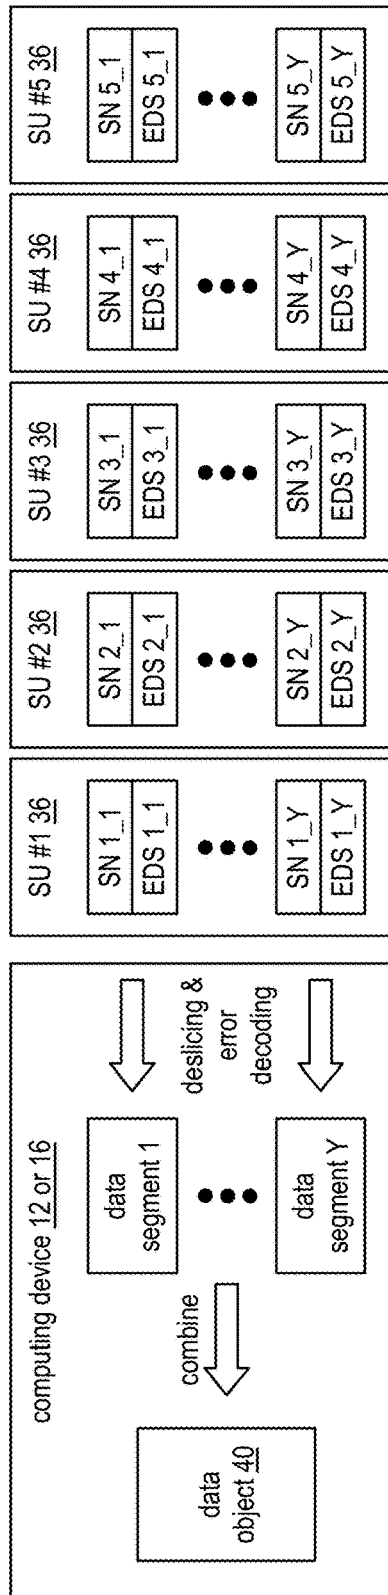 computing device 12 or 16
data
object 40
combine
data
segment 1
data
segment Y
deslicing &
error
decoding
SU #1 36
SN 1_1
EDS 1_1
SN 1_Y
EDS 1_Y
SU #2 36
SN 2_1
EDS 2_1
SN 2_Y
EDS 2_Y
SU #3 36
SN 3_1
EDS 3_1
SN 3_Y
EDS 3_Y
SU #4 36
SN 4_1
EDS 4_1
SN 4_Y
EDS 4_Y
SU #5 36
SN 5_1
EDS 5_1
SN 5_Y
EDS 5_Y